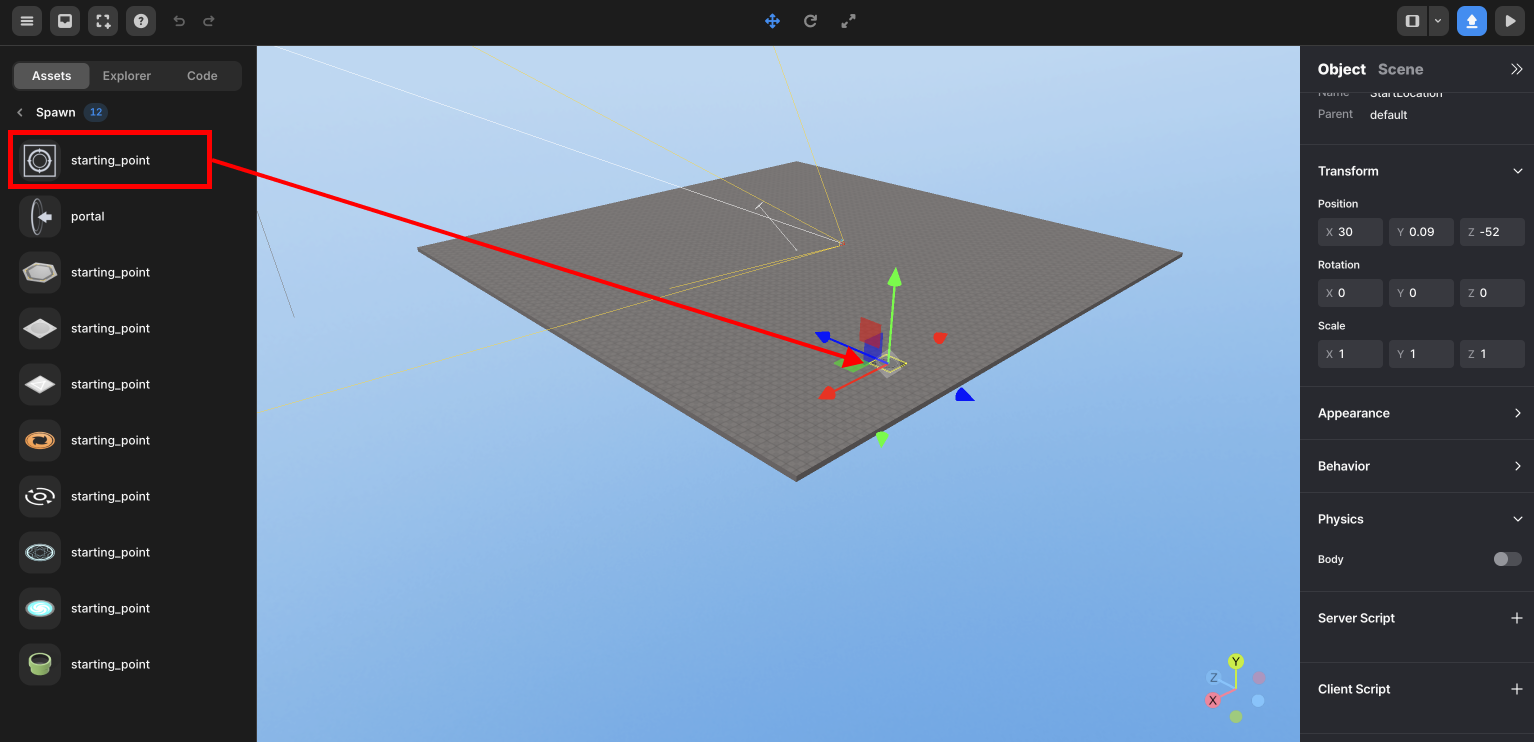 Assets Explorer Code
Spawn 12
starting_point
portal
starting_point
starting_point
starting_point
starting_point
starting_point
starting_point
starting_point
starting_point
Object Scene
Name StartLocation
Parent default
Transform
Position
X 30 Y 0.09 Z -52
Rotation
X 0 Y 0 Z 0
Scale
X 1 Y 1 Z 1
Appearance
Behavior
Physics
Body
Server Script
Client Script
Y
Z
X